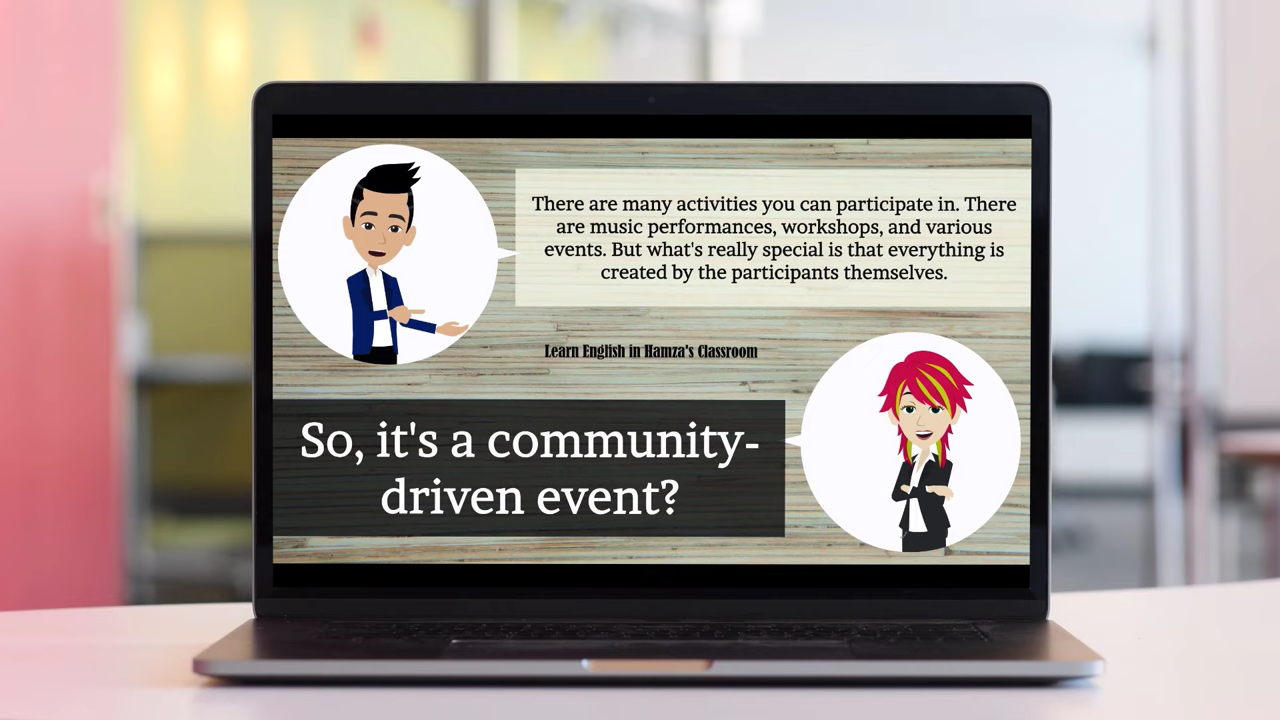 There are many activities you can participate in. There
are music performances, workshops, and various
events. But what's really special is that everything is
created by the participants themselves.
Learn English in Hamza's Classroom
So, it's a community-
driven event?